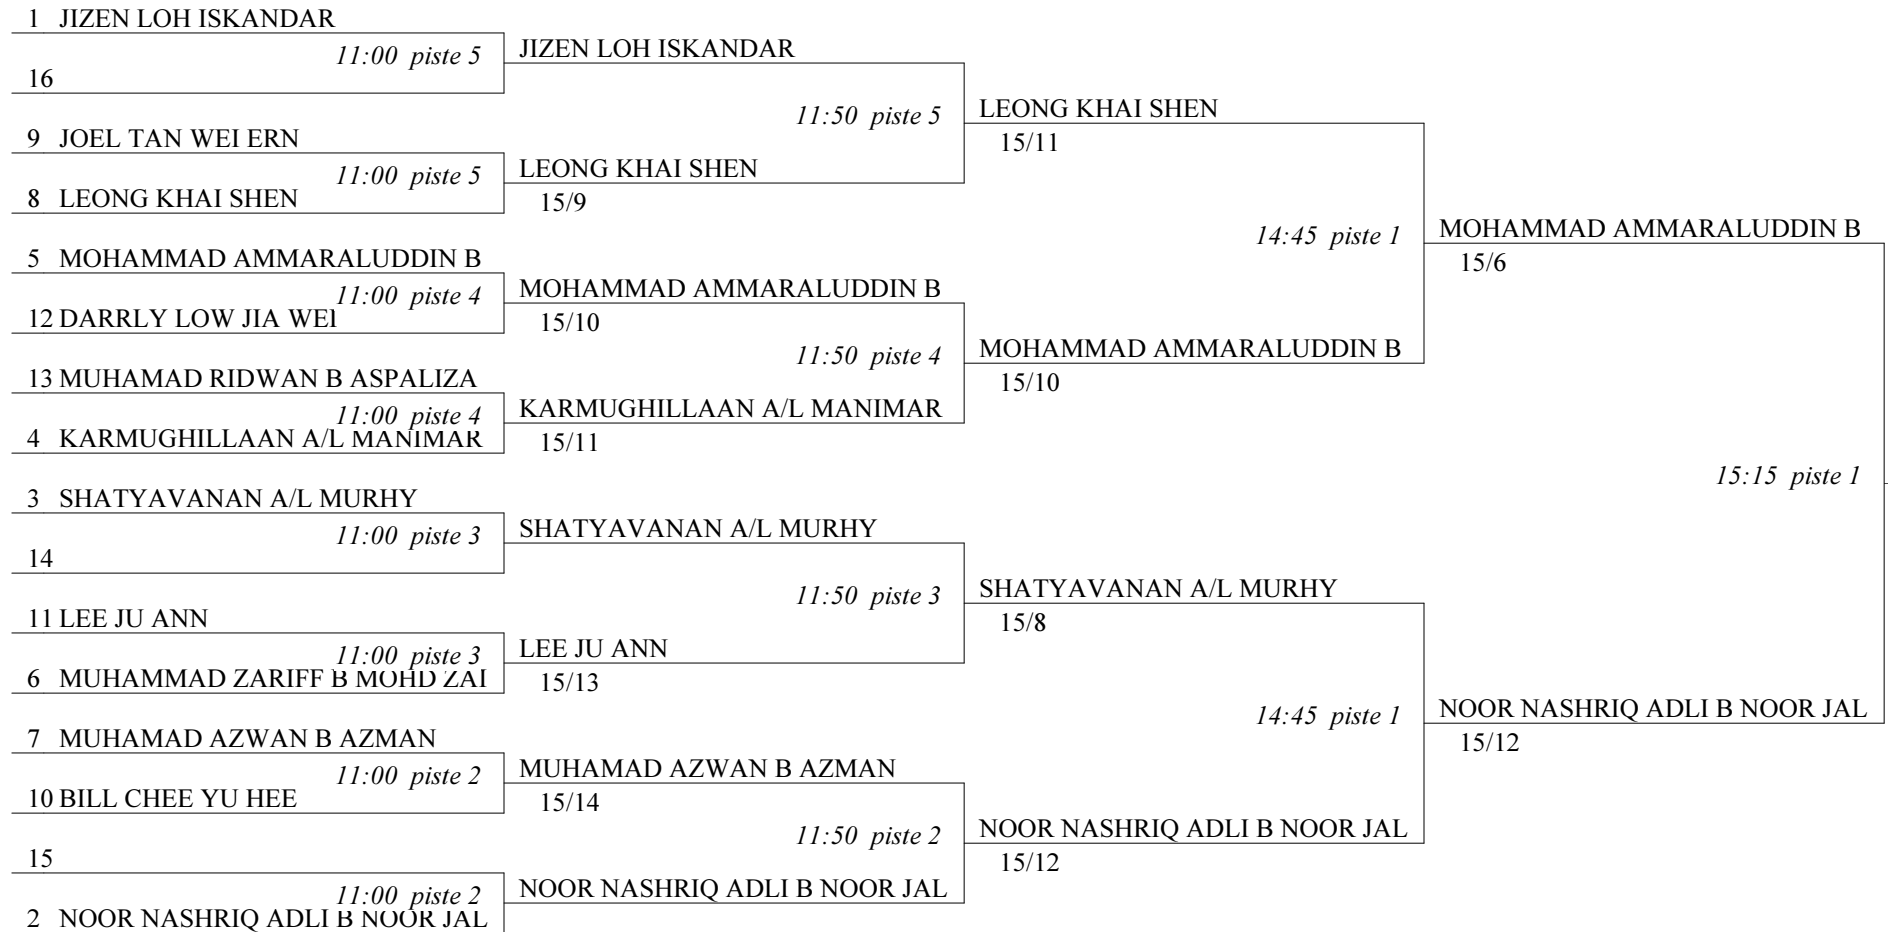 1 JIZEN LOH ISKANDAR
11:00 piste 5
16
9 JOEL TAN WEI ERN
11:00 piste 5
8 LEONG KHAI SHEN
5 MOHAMMAD AMMARALUDDIN B
11:00 piste 4
12 DARRLY LOW JIA WEI
13 MUHAMAD RIDWAN B ASPALIZA
11:00 piste 4
4 KARMUGHILLAAN A/L MANIMAR
3 SHATYAVANAN A/L MURHY
11:00 piste 3
14
11 LEE JU ANN
11:00 piste 3
6 MUHAMMAD ZARIFF B MOHD ZAI
7 MUHAMAD AZWAN B AZMAN
11:00 piste 2
10 BILL CHEE YU HEE
15
11:00 piste 2
2 NOOR NASHRIQ ADLI B NOOR JAL
JIZEN LOH ISKANDAR
11:50 piste 5
LEONG KHAI SHEN
15/9
MOHAMMAD AMMARALUDDIN B
15/10
11:50 piste 4
KARMUGHILLAAN A/L MANIMAR
15/11
SHATYAVANAN A/L MURHY
11:50 piste 3
LEE JU ANN
15/13
MUHAMAD AZWAN B AZMAN
15/14
11:50 piste 2
NOOR NASHRIQ ADLI B NOOR JAL
LEONG KHAI SHEN
15/11
14:45 piste 1
MOHAMMAD AMMARALUDDIN B
15/10
SHATYAVANAN A/L MURHY
15/8
14:45 piste 1
NOOR NASHRIQ ADLI B NOOR JAL
15/12
MOHAMMAD AMMARALUDDIN B
15/6
15:15 piste 1
NOOR NASHRIQ ADLI B NOOR JAL
15/12